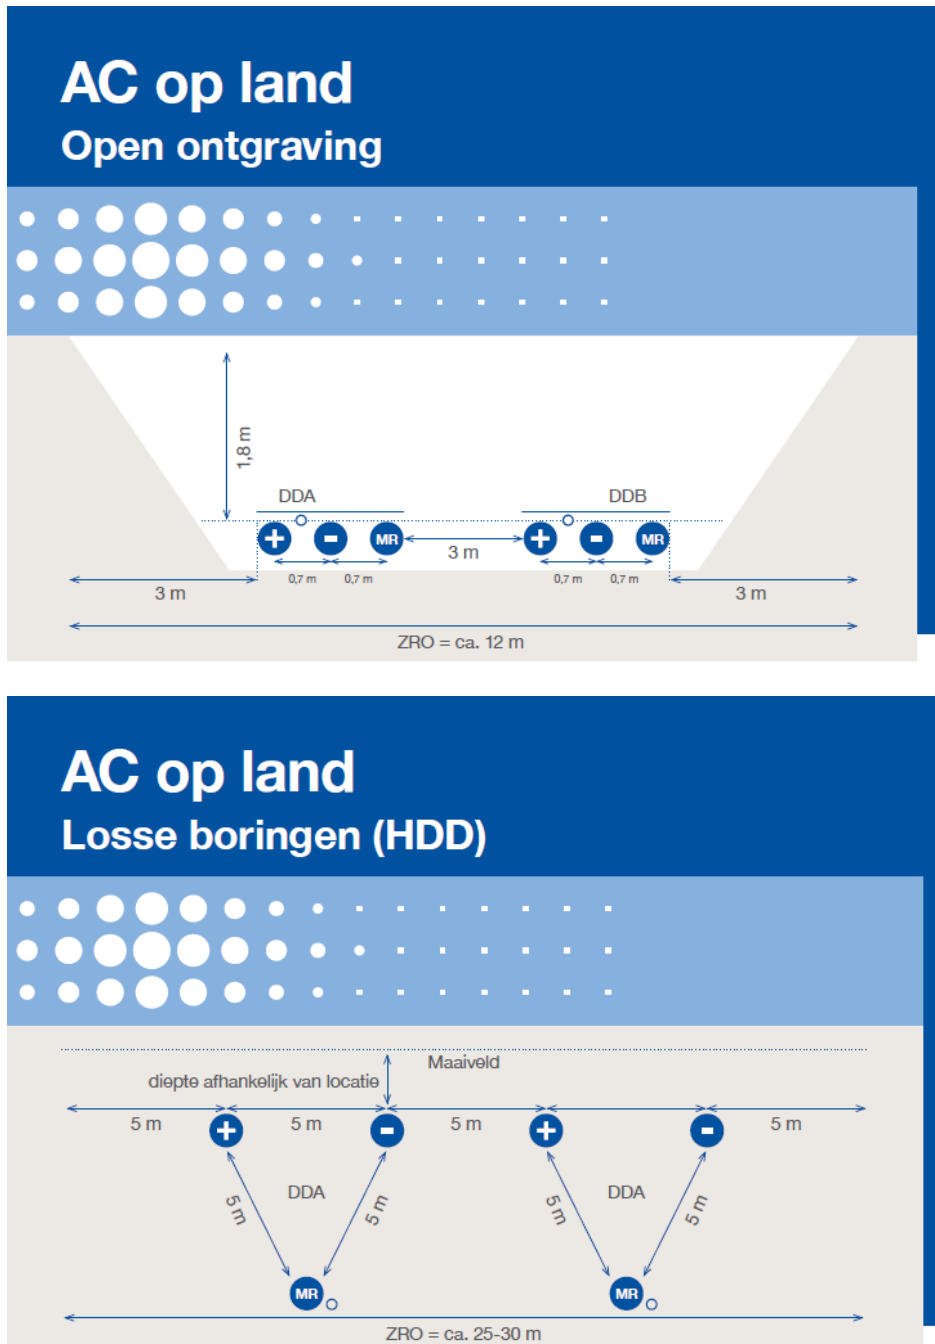 AC op land
Open ontgraving
1,8 m
DDA
DDB
+
-
MR
3 m
+
-
MR
0,7 m
0,7 m
0,7 m
0,7 m
3 m
3 m
ZRO = ca. 12 m
AC op land
Losse boringen (HDD)
Maaiveld
diepte afhankelijk van locatie
5 m
5 m
5 m
5 m
+
-
+
-
DDA
DDA
5 m
5 m
5 m
5 m
MR
MR
ZRO = ca. 25-30 m